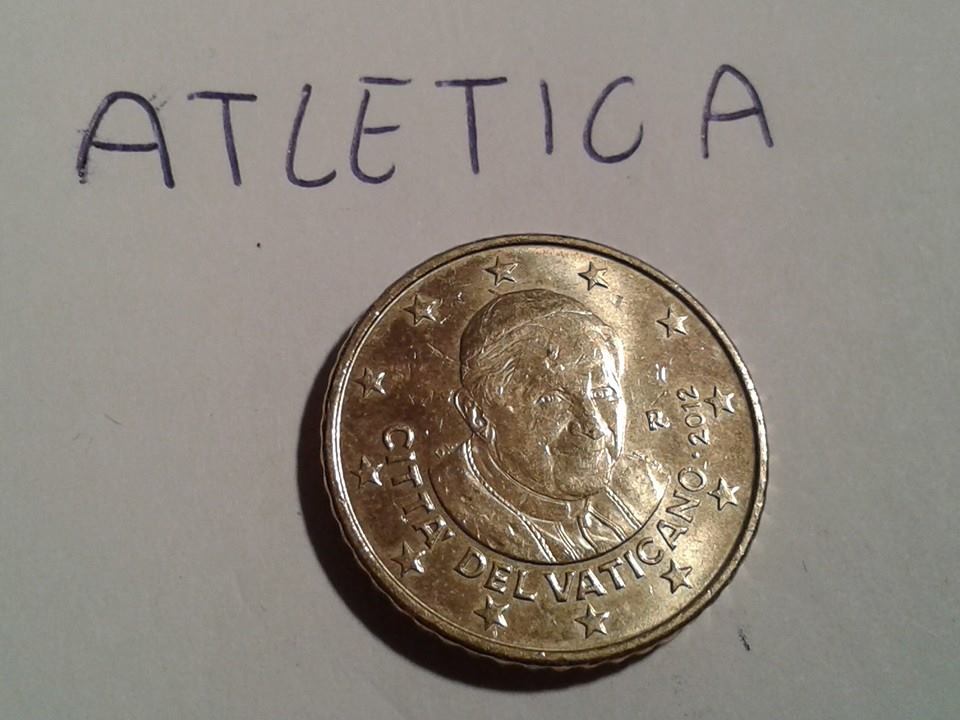 ATLETICA
CITTA' DEL VATICANO · 2012
R